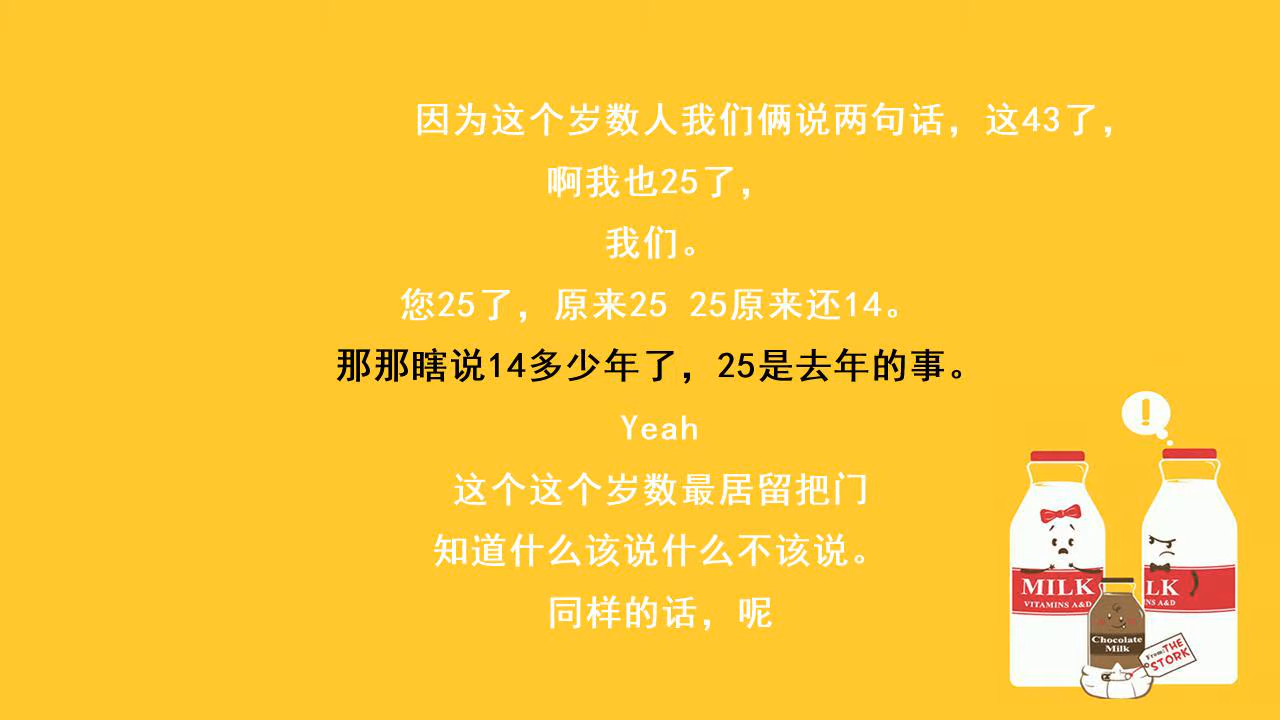 因为这个岁数人我们俩说两句话，这43了，
啊我也25了，
我们。
您25了，原来25 25原来还14。
那那瞎说14多少年了，25是去年的事。
Yeah
这个这个岁数最居留把门
知道什么该说什么不该说。
同样的话，呢
!
MILK
VITAMINS A&D
LK
NS A&D
Chocolate
Milk
From: THE
STORK